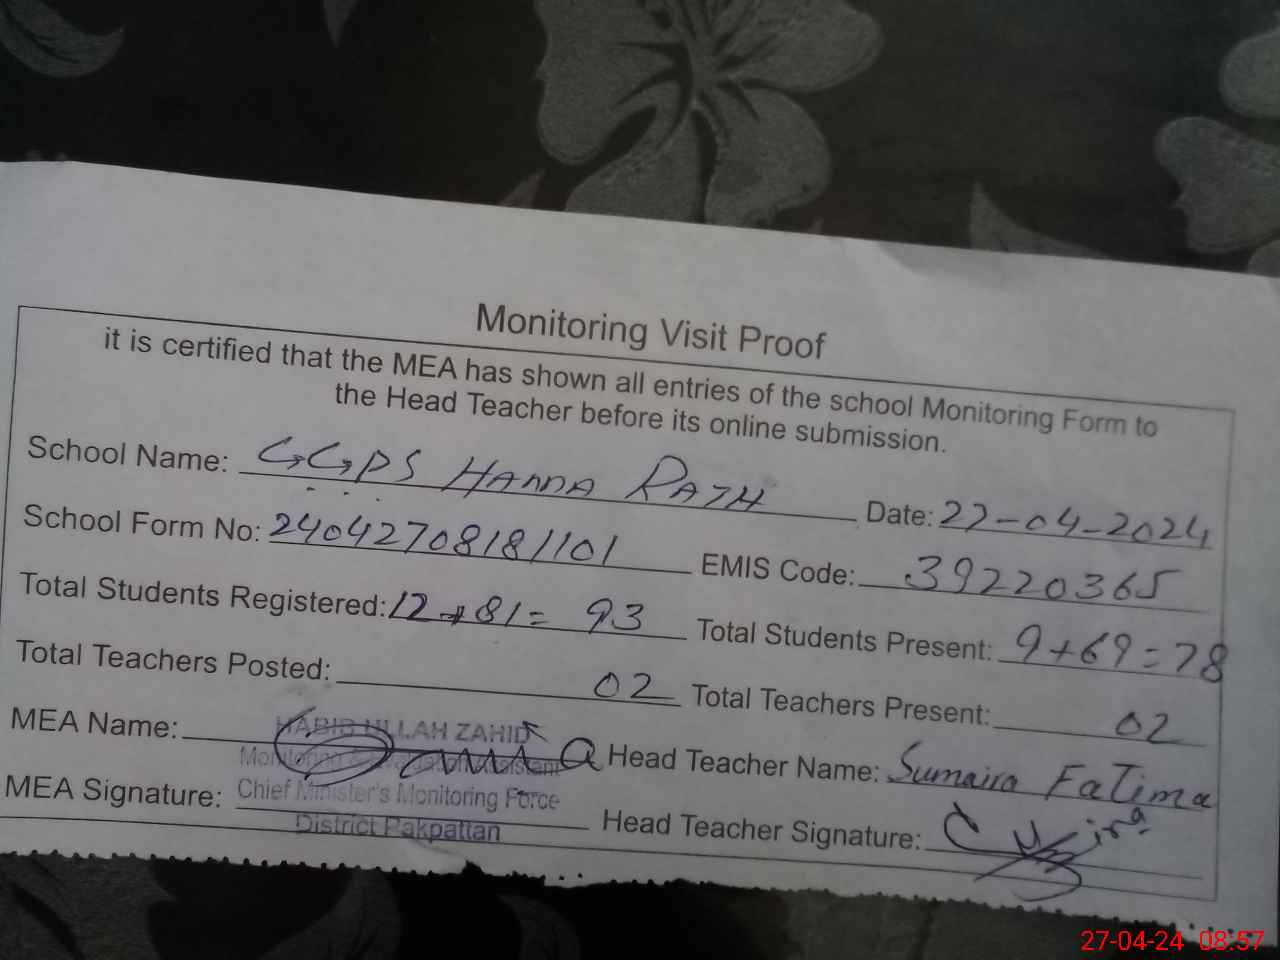 Monitoring Visit Proof
it is certified that the MEA has shown all entries of the school Monitoring Form to
the Head Teacher before its online submission.
School Name: GGPS HANDA RATH Date: 27-04-2024
School Form No: 240427081811101 EMIS Code: 39220365
Total Students Registered: 12+81= 93 Total Students Present: 9+69=78
Total Teachers Posted: 02 Total Teachers Present: 02
MEA Name: HABIB ULLAH ZAHID Head Teacher Name: Sumaira Fatima
Monitoring & Evaluation Assistant
MEA Signature: Chief Minister's Monitoring Force Head Teacher Signature:
District Pakpattan
27-04-24 08:57